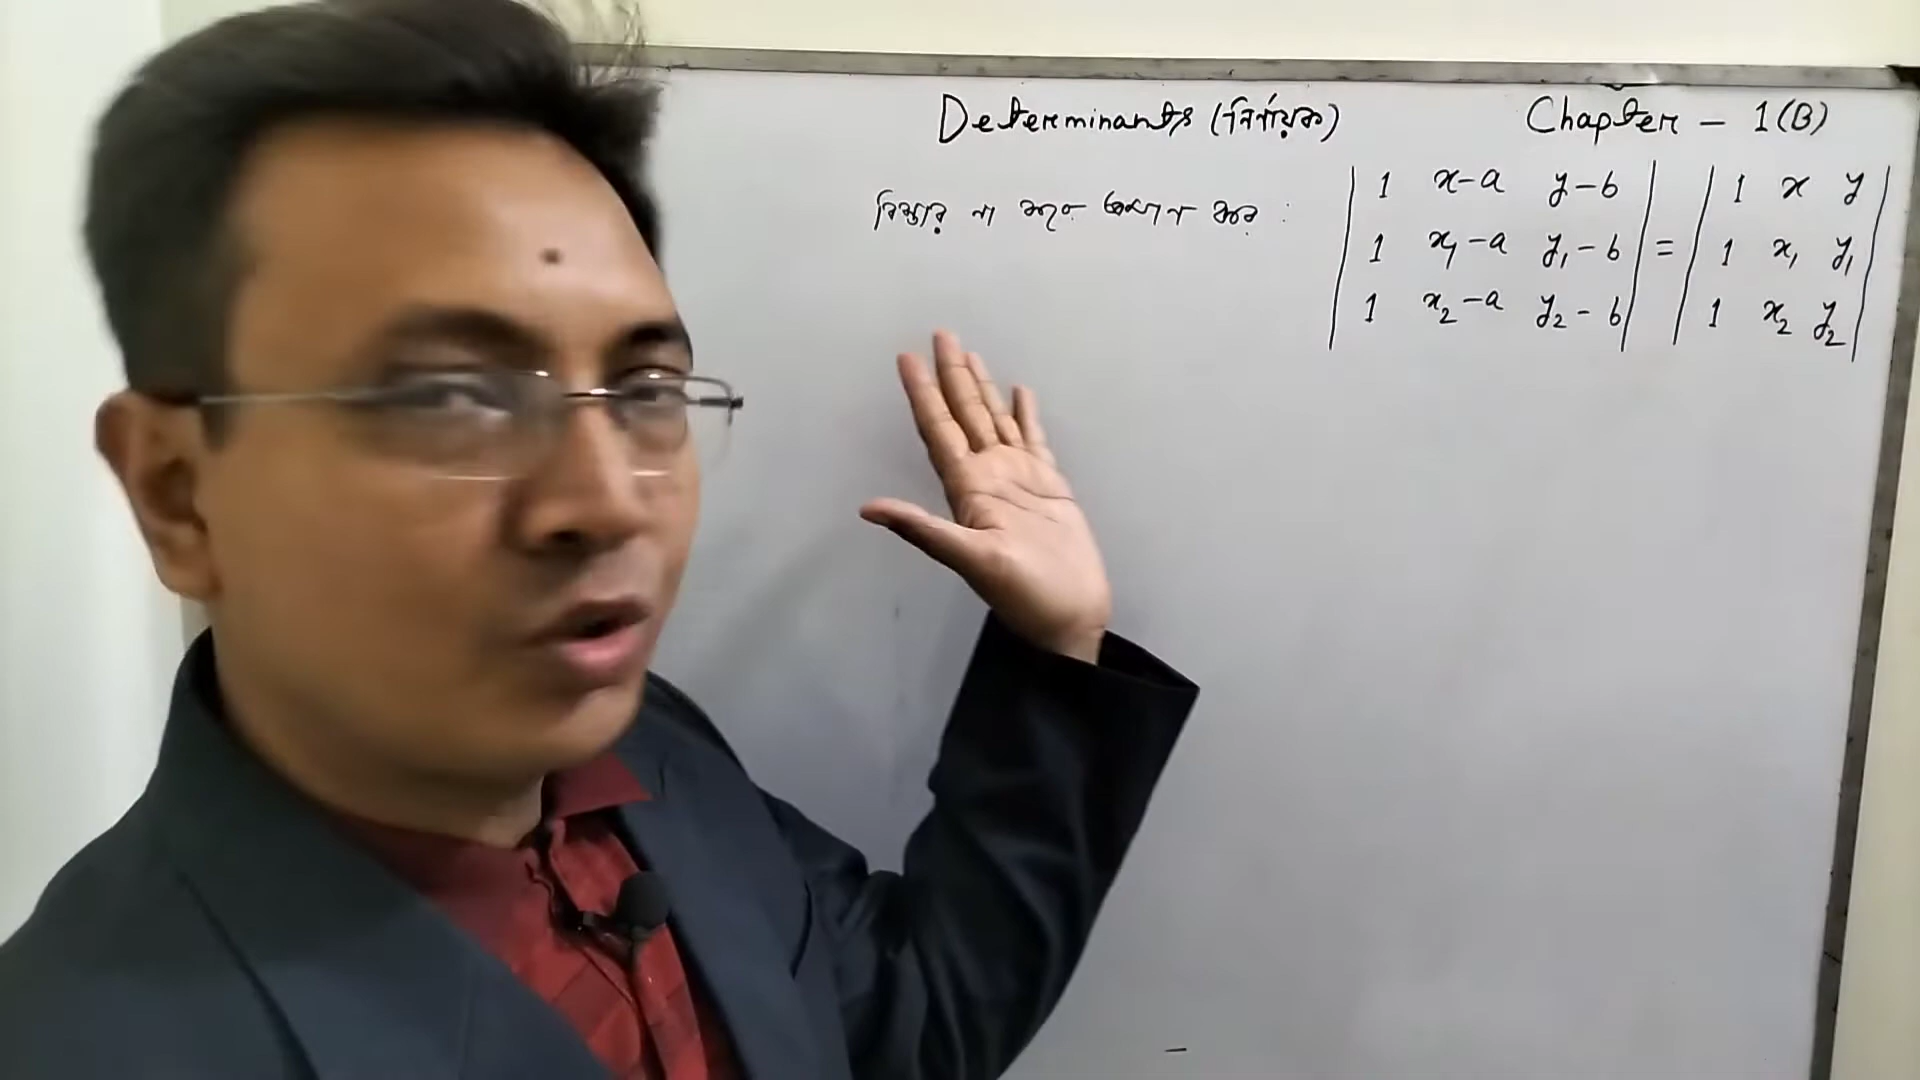 Determinants (নির্ণায়ক)
Chapter - 1(B)
বিস্তার না করে প্রমাণ কর :
| 1 x-a y-b | = | 1 x y |
| 1 x₁-a y₁-b | = | 1 x₁ y₁ |
| 1 x₂-a y₂-b | | 1 x₂ y₂ |